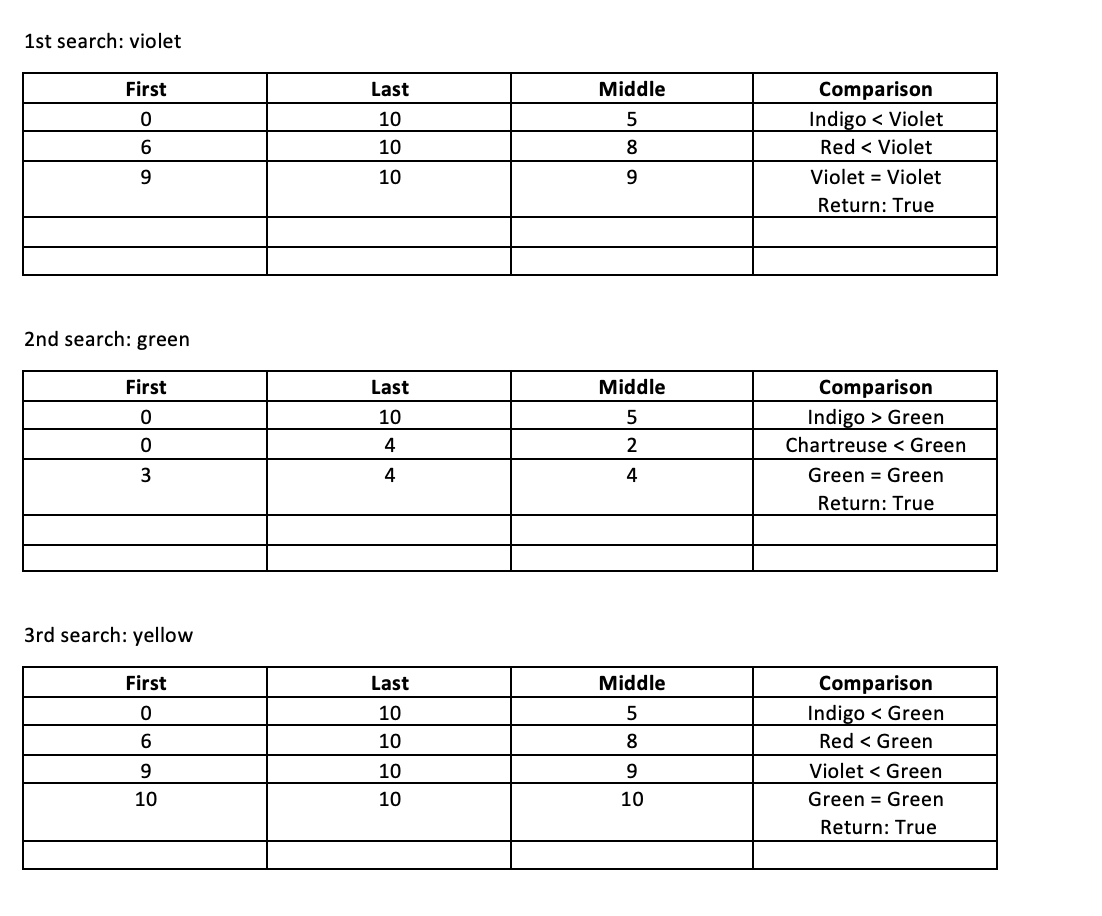 1st search: violet
First Last Middle Comparison
0 10 5 Indigo < Violet
6 10 8 Red < Violet
9 10 9 Violet = Violet
Return: True
2nd search: green
First Last Middle Comparison
0 10 5 Indigo > Green
0 4 2 Chartreuse < Green
3 4 4 Green = Green
Return: True
3rd search: yellow
First Last Middle Comparison
0 10 5 Indigo < Green
6 10 8 Red < Green
9 10 9 Violet < Green
10 10 10 Green = Green
Return: True